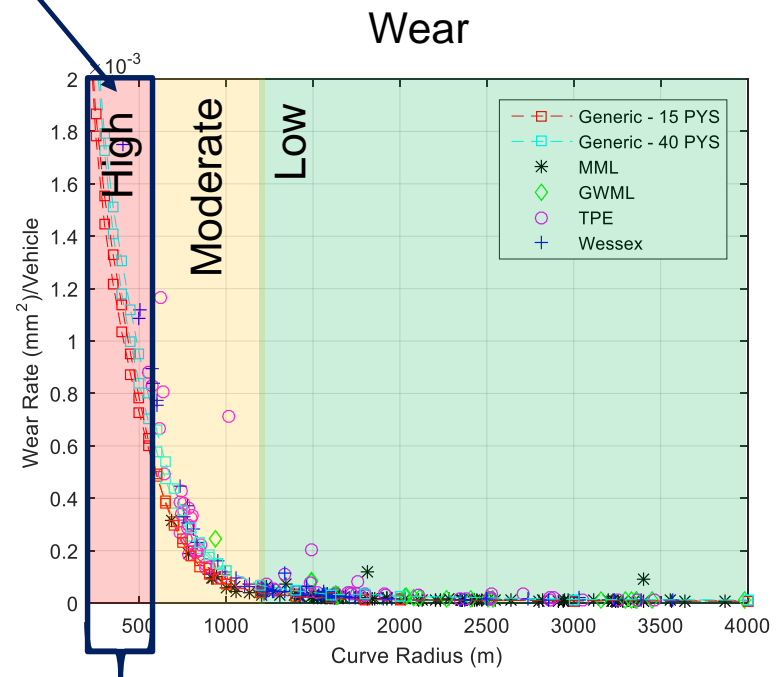 Wear
×10^-3
2
1.8
1.6
1.4
1.2
1
0.8
0.6
0.4
0.2
0
Wear Rate (mm²)/Vehicle
High
Moderate
Low
Generic - 15 PYS
Generic - 40 PYS
MML
GWML
TPE
Wessex
500 1000 1500 2000 2500 3000 3500 4000
Curve Radius (m)